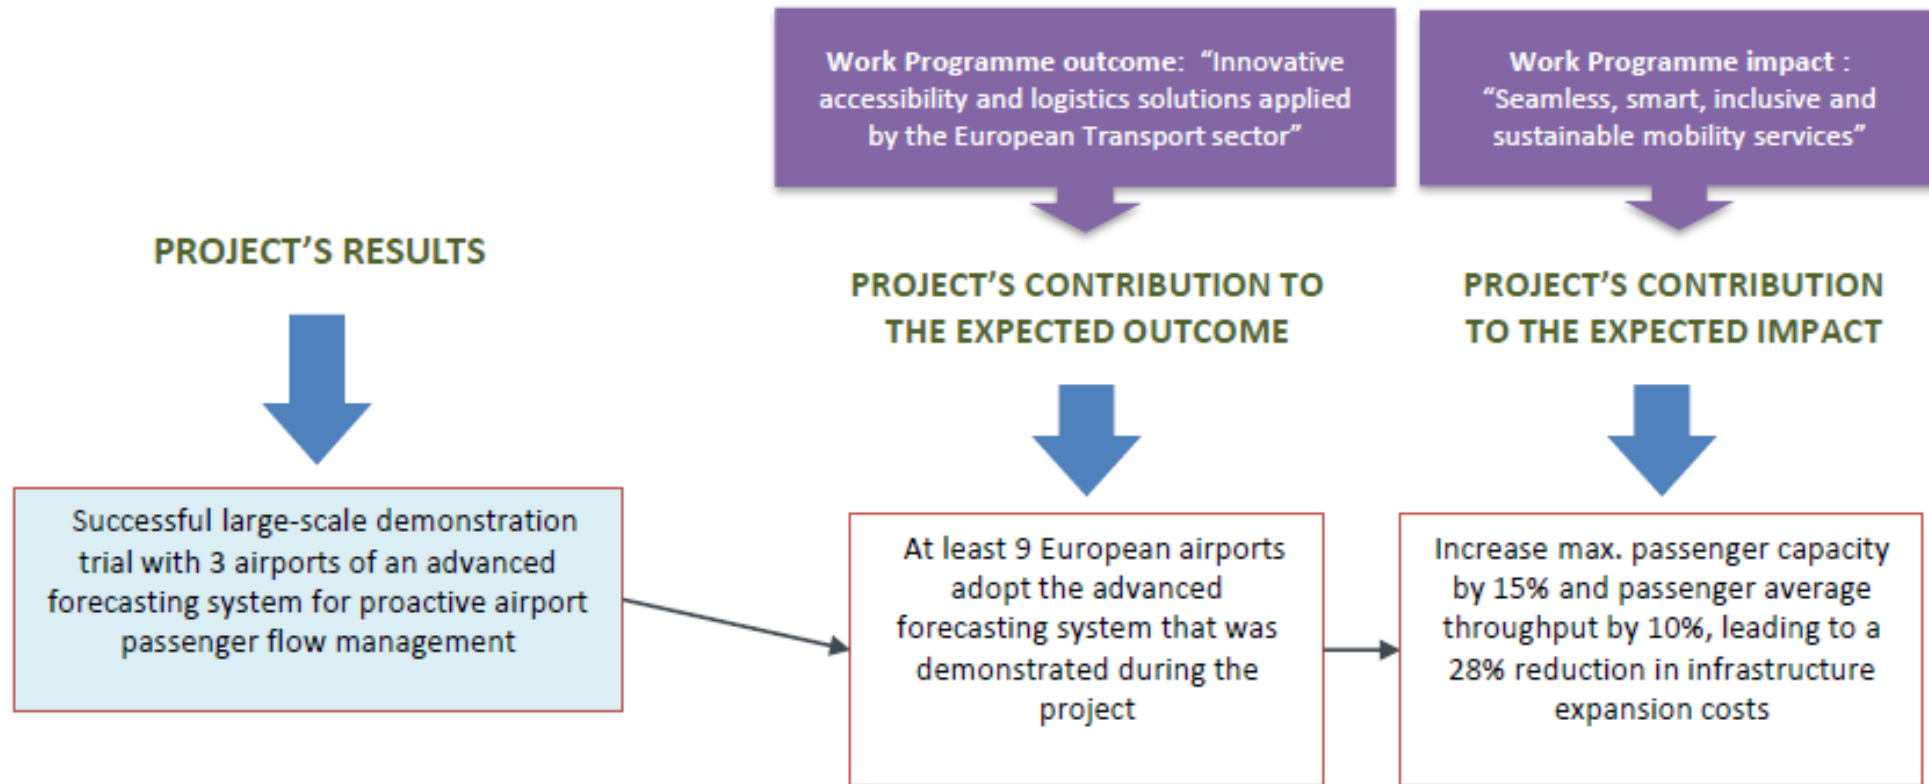 Work Programme outcome: “Innovative
accessibility and logistics solutions applied
by the European Transport sector”
Work Programme impact :
“Seamless, smart, inclusive and
sustainable mobility services”
PROJECT’S RESULTS
PROJECT’S CONTRIBUTION TO
THE EXPECTED OUTCOME
PROJECT’S CONTRIBUTION
TO THE EXPECTED IMPACT
Successful large-scale demonstration
trial with 3 airports of an advanced
forecasting system for proactive airport
passenger flow management
At least 9 European airports
adopt the advanced
forecasting system that was
demonstrated during the
project
Increase max. passenger capacity
by 15% and passenger average
throughput by 10%, leading to a
28% reduction in infrastructure
expansion costs